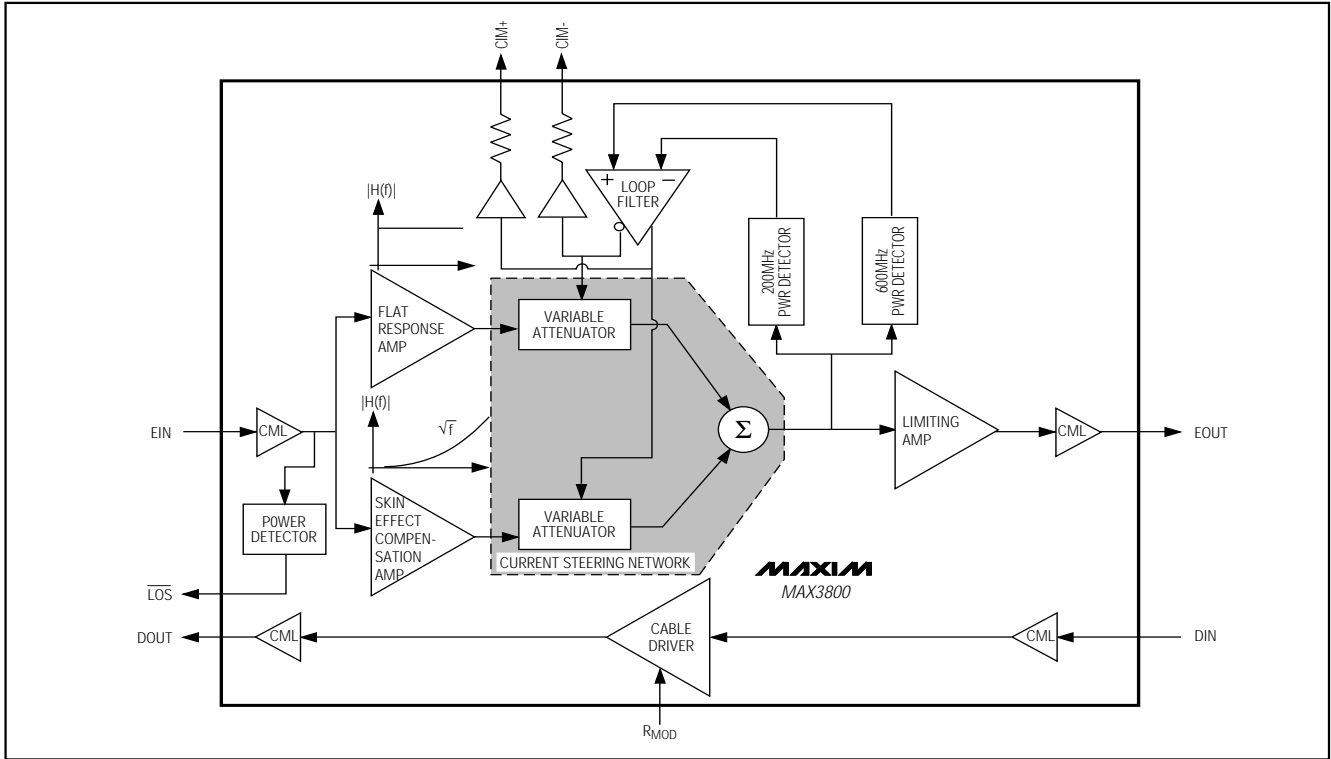 CIM+
CIM-
+ −
LOOP
FILTER
|H(f)|
200MHz
PWR DETECTOR
600MHz
PWR DETECTOR
FLAT
RESPONSE
AMP
VARIABLE
ATTENUATOR
|H(f)|
√f
EIN
CML
Σ
LIMITING
AMP
CML
EOUT
SKIN
EFFECT
COMPEN-
SATION
AMP
POWER
DETECTOR
VARIABLE
ATTENUATOR
CURRENT STEERING NETWORK
MAXIM
MAX3800
LOS
DOUT
CML
CABLE
DRIVER
CML
DIN
RMOD